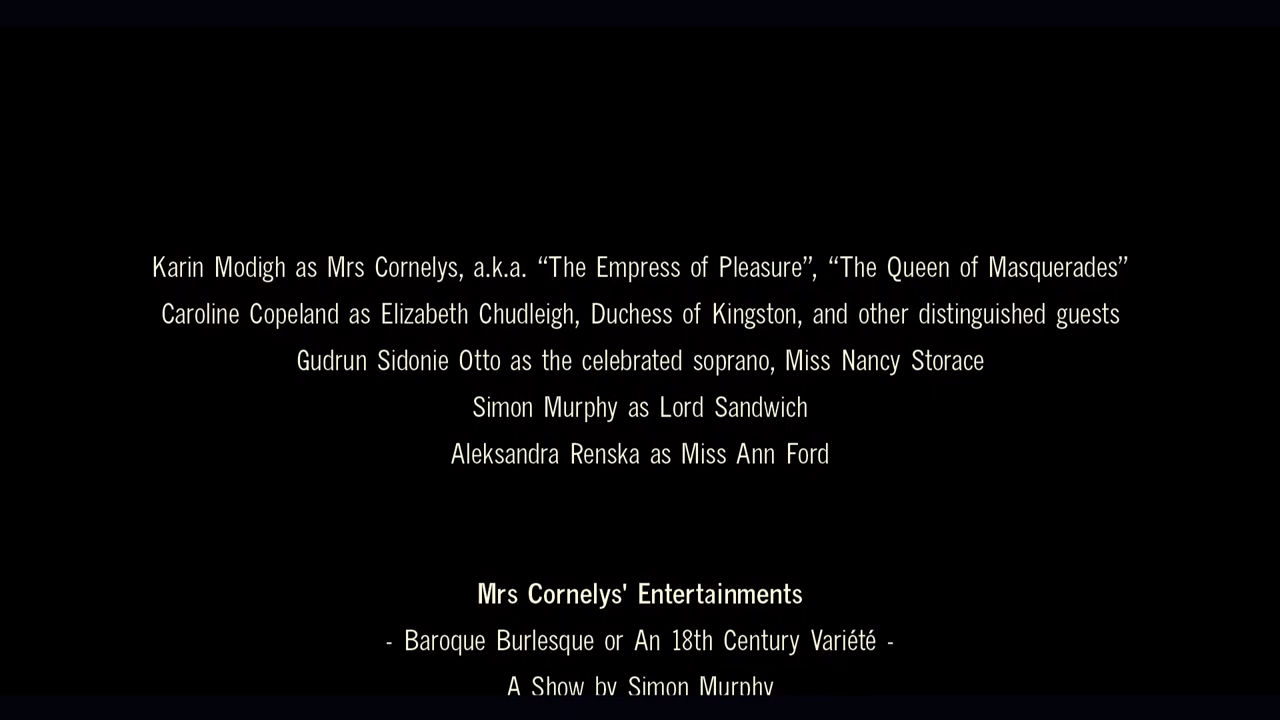 Karin Modigh as Mrs Cornelys, a.k.a. “The Empress of Pleasure”, “The Queen of Masquerades”
Caroline Copeland as Elizabeth Chudleigh, Duchess of Kingston, and other distinguished guests
Gudrun Sidonie Otto as the celebrated soprano, Miss Nancy Storace
Simon Murphy as Lord Sandwich
Aleksandra Renska as Miss Ann Ford
Mrs Cornelys' Entertainments
- Baroque Burlesque or An 18th Century Variété -
A Show by Simon Murphy